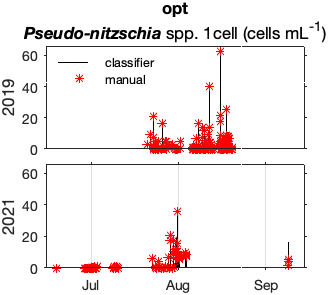 opt
Pseudo-nitzschia spp. 1cell (cells mL-1)
60
40
20
0
2019
classifier
manual
60
40
20
0
2021
Jul Aug Sep